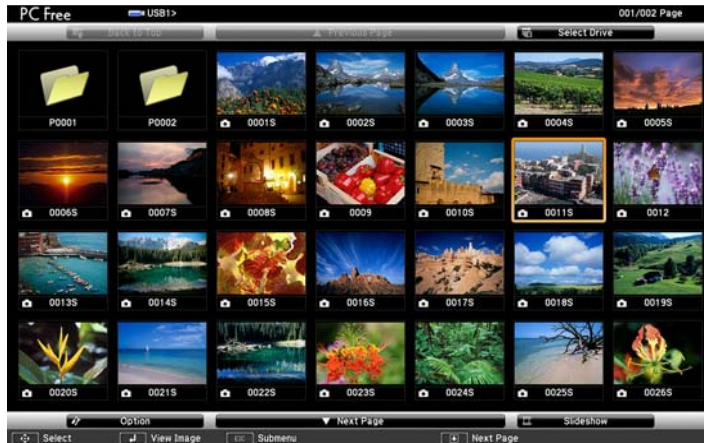 PC Free USB1> 001/002 Page
Back to Top Previous Page Select Drive
P0001 P0002 0001S 0002S 0003S 0004S 0005S
0006S 0007S 0008S 0009 0010S 0011S 0012
0013S 0014S 0015S 0016S 0017S 0018S 0019S
0020S 0021S 0022S 0023S 0024S 0025S 0026S
Option Next Page Slideshow
Select View Image Esc Submenu Next Page